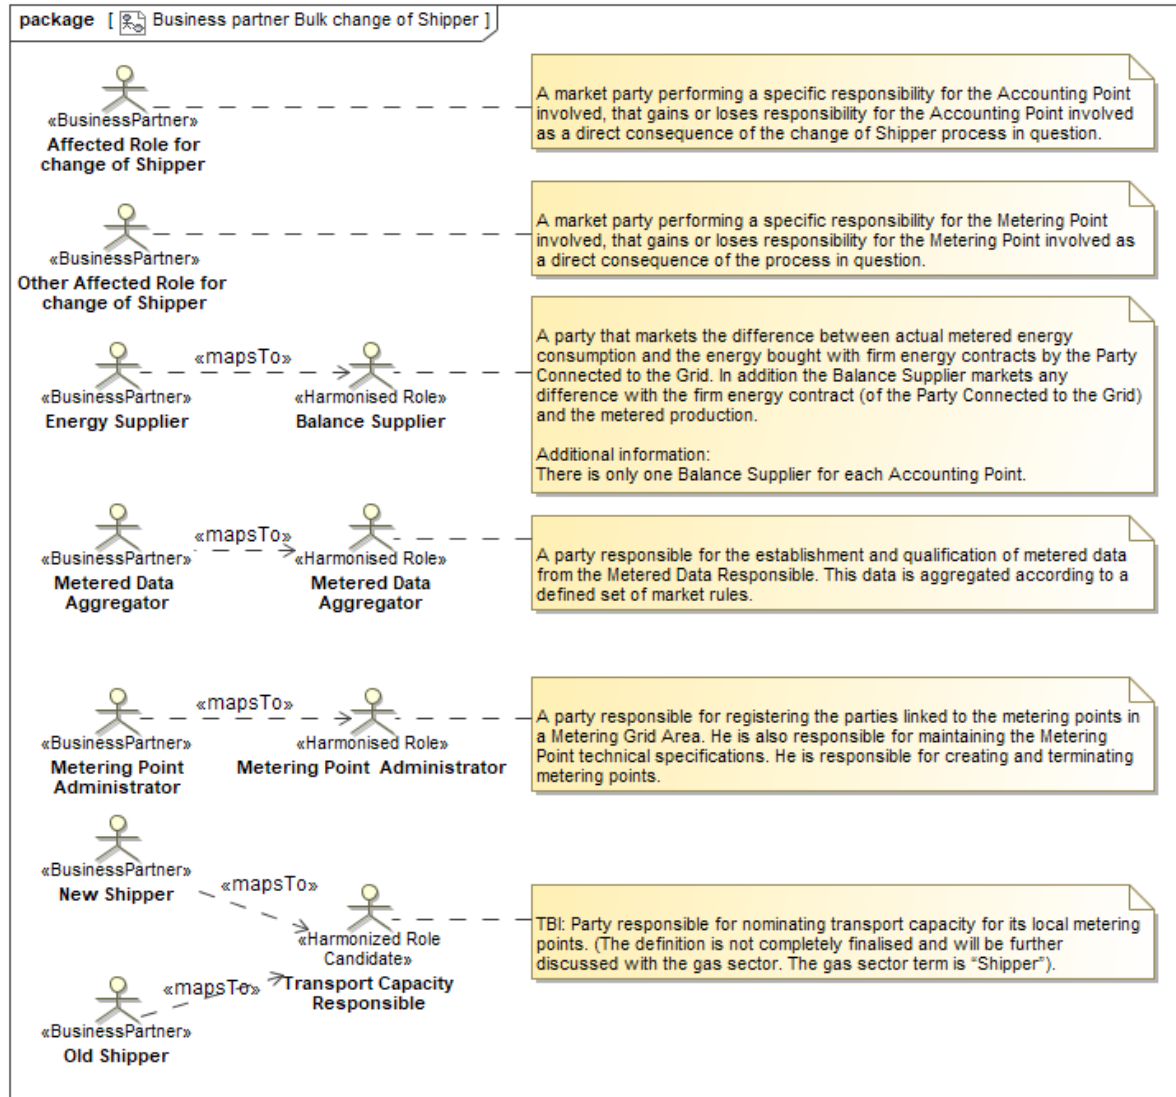 package [ Business partner Bulk change of Shipper ]
«BusinessPartner»
Affected Role for
change of Shipper
A market party performing a specific responsibility for the Accounting Point
involved, that gains or loses responsibility for the Accounting Point involved
as a direct consequence of the change of Shipper process in question.
«BusinessPartner»
Other Affected Role for
change of Shipper
A market party performing a specific responsibility for the Metering Point
involved, that gains or loses responsibility for the Metering Point involved as
a direct consequence of the process in question.
«BusinessPartner»
Energy Supplier
«mapsTo»
«Harmonised Role»
Balance Supplier
A party that markets the difference between actual metered energy
consumption and the energy bought with firm energy contracts by the Party
Connected to the Grid. In addition the Balance Supplier markets any
difference with the firm energy contract (of the Party Connected to the Grid)
and the metered production.
Additional information:
There is only one Balance Supplier for each Accounting Point.
«BusinessPartner»
Metered Data
Aggregator
«mapsTo»
«Harmonised Role»
Metered Data
Aggregator
A party responsible for the establishment and qualification of metered data
from the Metered Data Responsible. This data is aggregated according to a
defined set of market rules.
«BusinessPartner»
Metering Point
Administrator
«mapsTo»
«Harmonised Role»
Metering Point Administrator
A party responsible for registering the parties linked to the metering points in
a Metering Grid Area. He is also responsible for maintaining the Metering
Point technical specifications. He is responsible for creating and terminating
metering points.
«BusinessPartner»
New Shipper
«mapsTo»
«Harmonized Role
Candidate»
Transport Capacity
Responsible
TBI: Party responsible for nominating transport capacity for its local metering
points. (The definition is not completely finalised and will be further
discussed with the gas sector. The gas sector term is “Shipper”).
«mapsTo»
«BusinessPartner»
Old Shipper